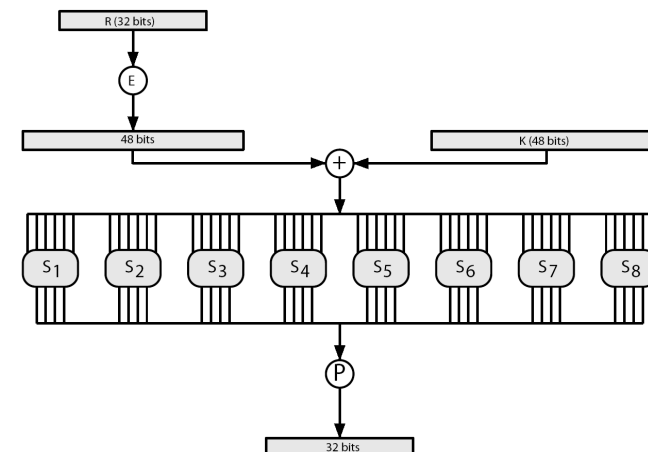 R (32 bits)
E
48 bits
K (48 bits)
+
S1 S2 S3 S4 S5 S6 S7 S8
P
32 bits